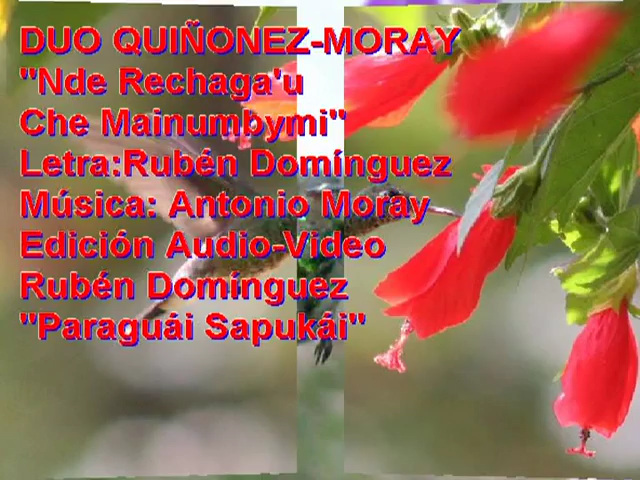 DUO QUIÑONEZ-MORAY
"Nde Rechaga'u
Che Mainumbymi"
Letra:Rubén Domínguez
Música: Antonio Moray
Edición Audio-Video
Rubén Domínguez
"Paraguái Sapukái"